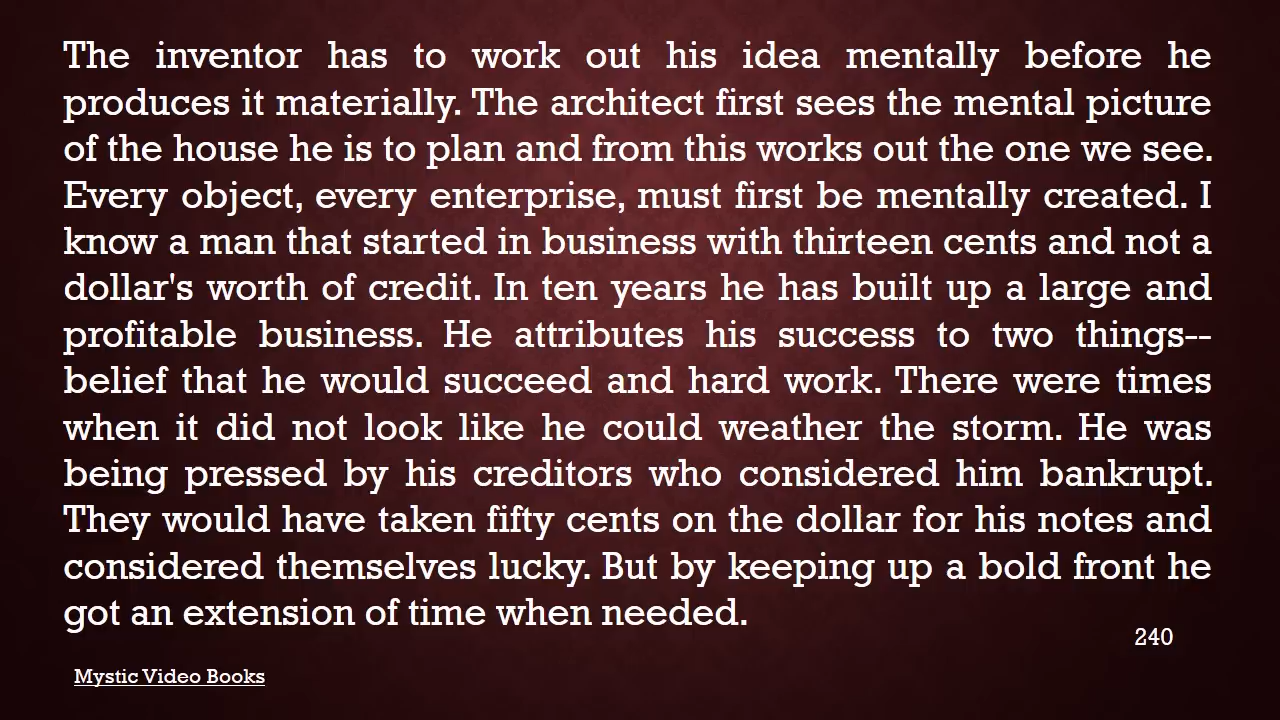 The inventor has to work out his idea mentally before he
produces it materially. The architect first sees the mental picture
of the house he is to plan and from this works out the one we see.
Every object, every enterprise, must first be mentally created. I
know a man that started in business with thirteen cents and not a
dollar's worth of credit. In ten years he has built up a large and
profitable business. He attributes his success to two things--
belief that he would succeed and hard work. There were times
when it did not look like he could weather the storm. He was
being pressed by his creditors who considered him bankrupt.
They would have taken fifty cents on the dollar for his notes and
considered themselves lucky. But by keeping up a bold front he
got an extension of time when needed.
240
Mystic Video Books